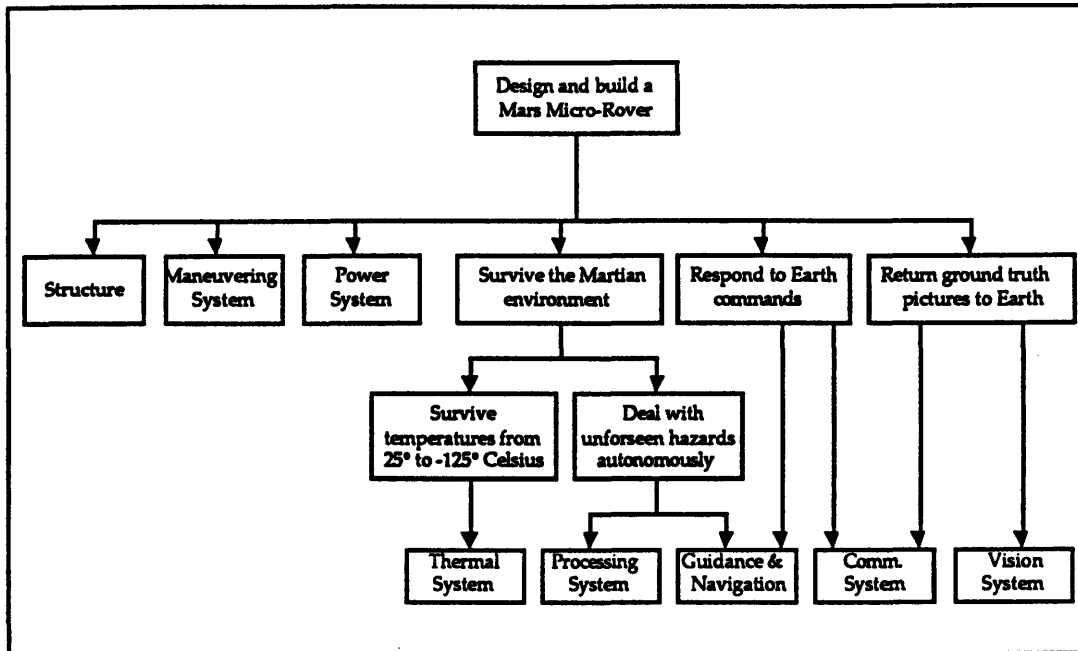 Design and build a
Mars Micro-Rover
Structure
Maneuvering
System
Power
System
Survive the Martian
environment
Respond to Earth
commands
Return ground truth
pictures to Earth
Survive
temperatures from
25° to -125° Celsius
Deal with
unforseen hazards
autonomously
Thermal
System
Processing
System
Guidance &
Navigation
Comm.
System
Vision
System